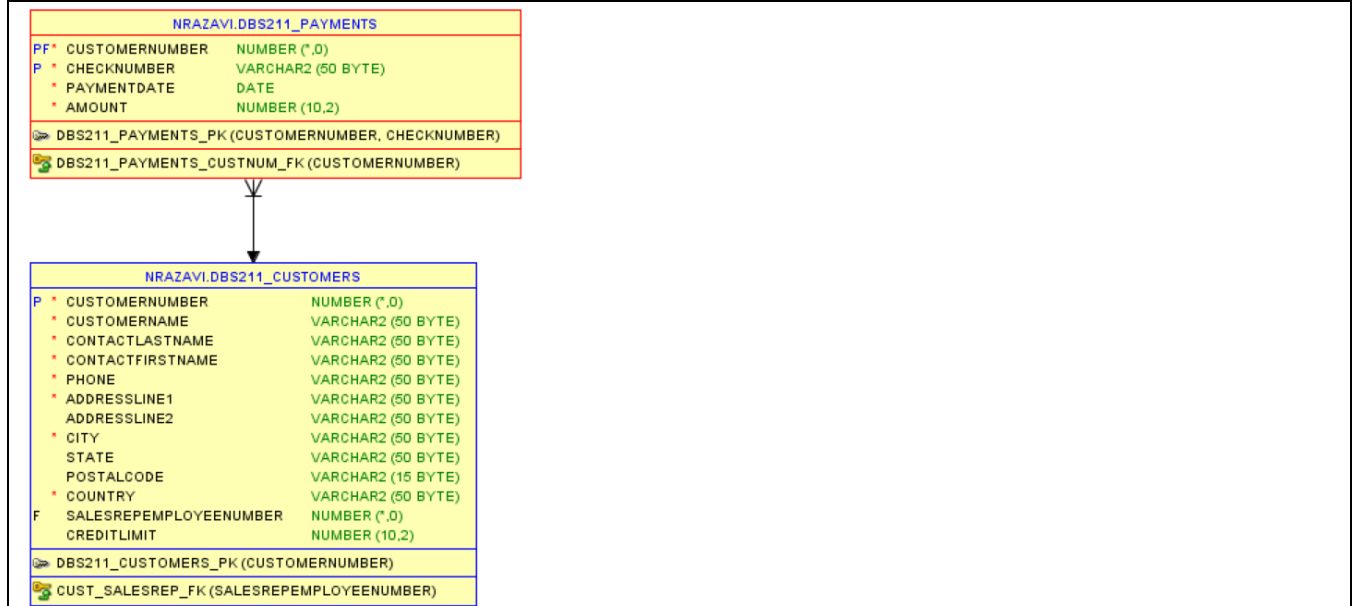 NRAZAVI.DBS211_PAYMENTS
PF* CUSTOMERNUMBER NUMBER (*,0)
P * CHECKNUMBER VARCHAR2 (50 BYTE)
* PAYMENTDATE DATE
* AMOUNT NUMBER (10,2)
DBS211_PAYMENTS_PK (CUSTOMERNUMBER, CHECKNUMBER)
DBS211_PAYMENTS_CUSTNUM_FK (CUSTOMERNUMBER)
NRAZAVI.DBS211_CUSTOMERS
P * CUSTOMERNUMBER NUMBER (*,0)
* CUSTOMERNAME VARCHAR2 (50 BYTE)
* CONTACTLASTNAME VARCHAR2 (50 BYTE)
* CONTACTFIRSTNAME VARCHAR2 (50 BYTE)
* PHONE VARCHAR2 (50 BYTE)
* ADDRESSLINE1 VARCHAR2 (50 BYTE)
ADDRESSLINE2 VARCHAR2 (50 BYTE)
* CITY VARCHAR2 (50 BYTE)
STATE VARCHAR2 (50 BYTE)
POSTALCODE VARCHAR2 (15 BYTE)
* COUNTRY VARCHAR2 (50 BYTE)
F SALESREPEMPLOYEENUMBER NUMBER (*,0)
CREDITLIMIT NUMBER (10,2)
DBS211_CUSTOMERS_PK (CUSTOMERNUMBER)
CUST_SALESREP_FK (SALESREPEMPLOYEENUMBER)